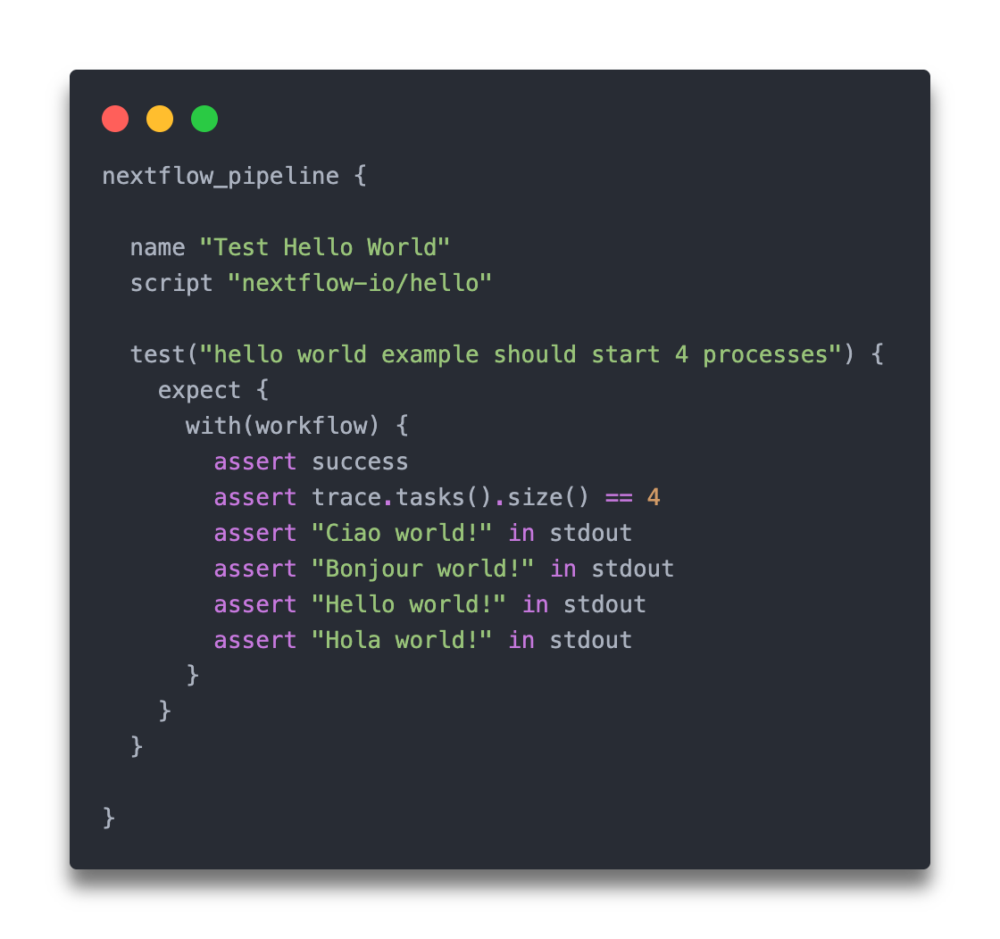 nextflow_pipeline {
name "Test Hello World"
script "nextflow-io/hello"
test("hello world example should start 4 processes") {
expect {
with(workflow) {
assert success
assert trace.tasks().size() == 4
assert "Ciao world!" in stdout
assert "Bonjour world!" in stdout
assert "Hello world!" in stdout
assert "Hola world!" in stdout
}
}
}
}